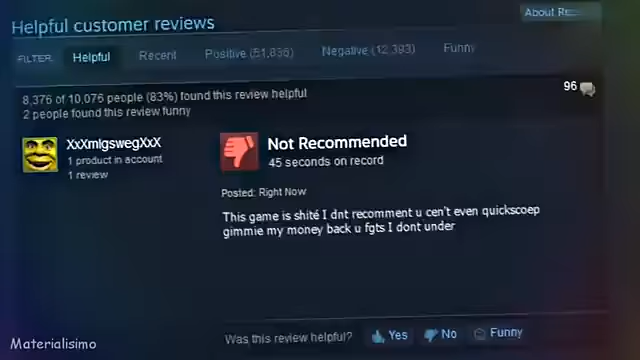 Helpful customer reviews
About
FILTER: Helpful Recent Positive (51,836) Negative (12,393) Funny
8,376 of 10,076 people (83%) found this review helpful
96
2 people found this review funny
XxXmlgswegXxX
1 product in account
1 review
Not Recommended
45 seconds on record
Posted: Right Now
This game is shité I dnt recomment u cen't even quickscoep
gimmie my money back u fgts I dont under
Materialisimo
Was this review helpful? Yes No Funny